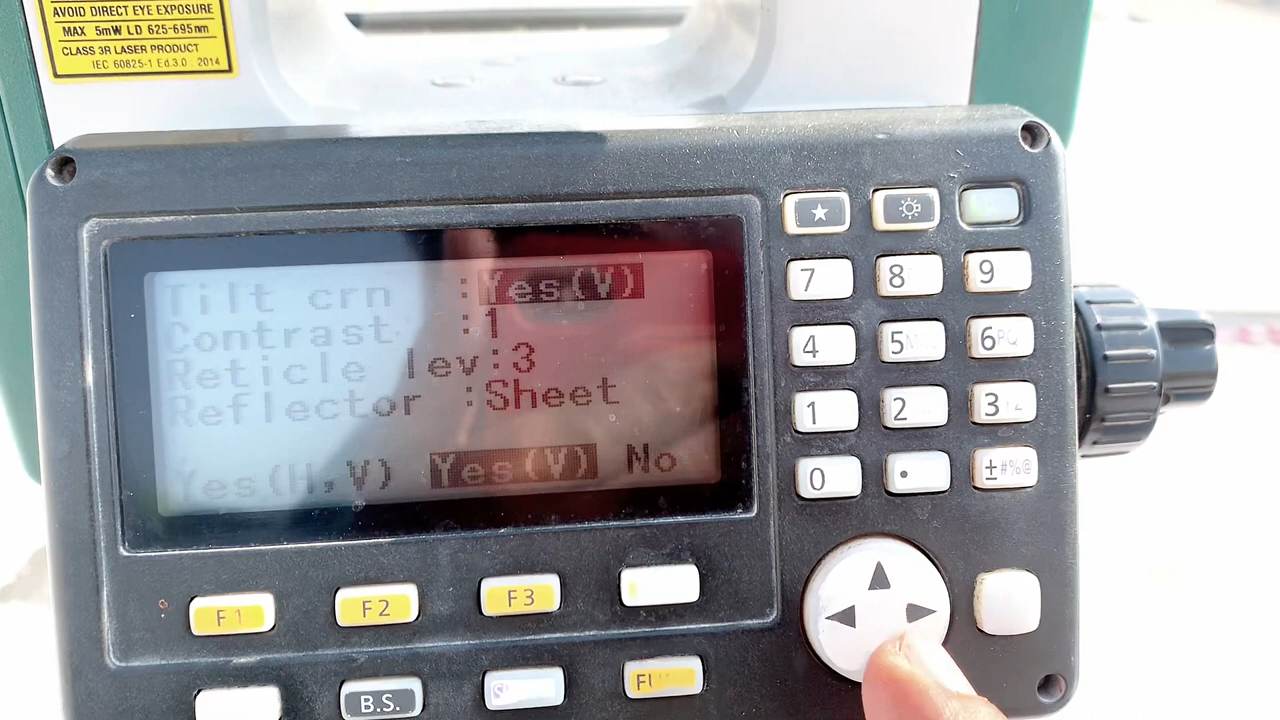 AVOID DIRECT EYE EXPOSURE
MAX 5mW LD 625-695nm
CLASS 3R LASER PRODUCT
IEC 60825-1 Ed.3.0 2014
Tilt crn :Yes(V)
Contrast :1
Reticle lev:3
Reflector :Sheet
Yes(H,V) Yes(V) No
7 8 9
4 5 6PQ
1 2 3
0 . ±#%@
F1 F2 F3
B.S.